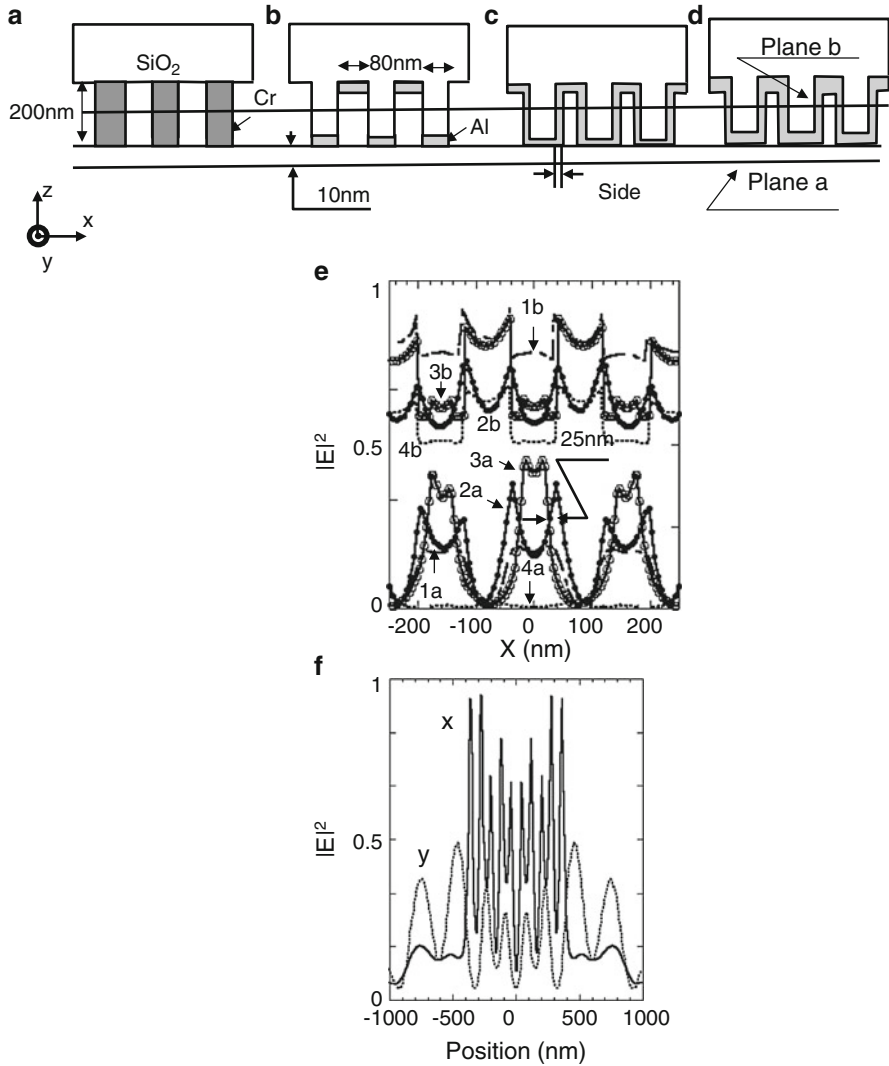 a
b
c
d
SiO₂
80nm
Plane b
200nm
Cr
Al
10nm
Side
Plane a
z
x
y
e
1
1b
3b
2b
0.5
4b
25nm
3a
2a
1a
4a
0
|E|²
-200 -100 0 100 200
X (nm)
f
1
x
0.5
y
|E|²
0
-1000 -500 0 500 1000
Position (nm)